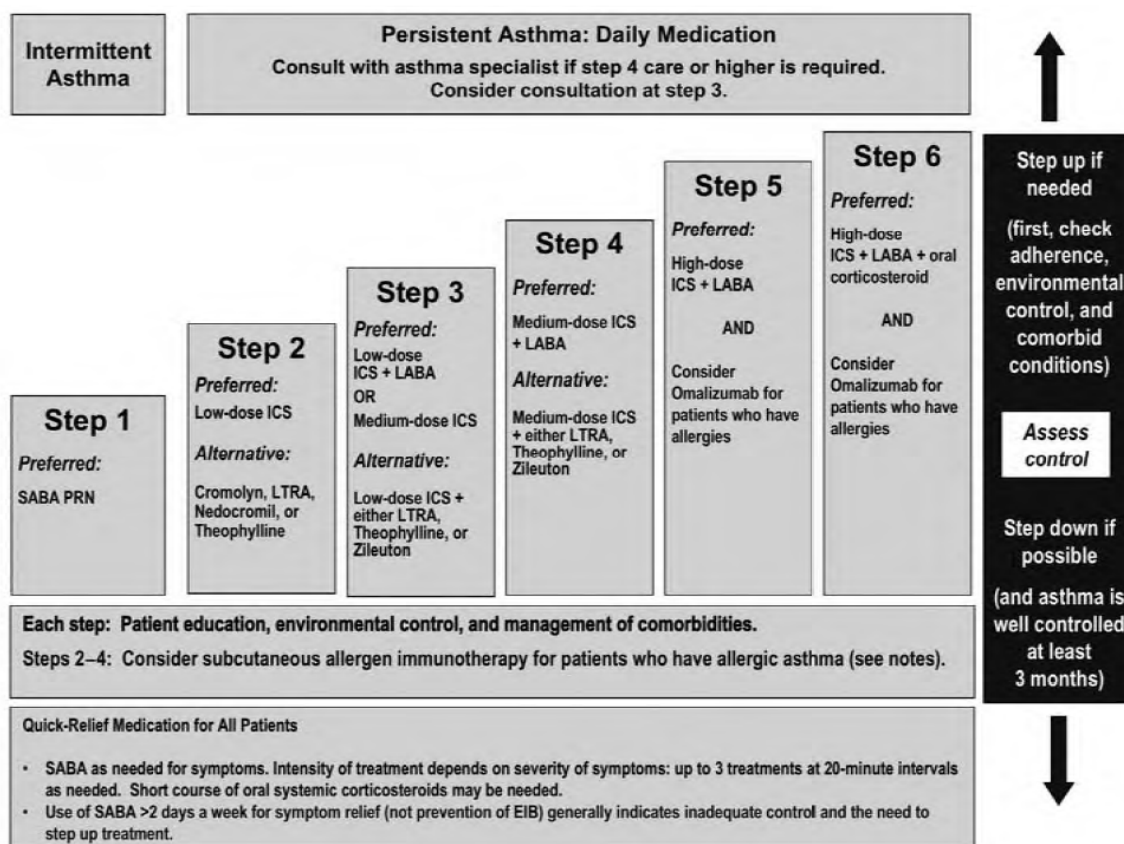 Intermittent
Asthma
Persistent Asthma: Daily Medication
Consult with asthma specialist if step 4 care or higher is required.
Consider consultation at step 3.
Step 1
Preferred:
SABA PRN
Step 2
Preferred:
Low-dose ICS
Alternative:
Cromolyn, LTRA,
Nedocromil, or
Theophylline
Step 3
Preferred:
Low-dose
ICS + LABA
OR
Medium-dose ICS
Alternative:
Low-dose ICS +
either LTRA,
Theophylline, or
Zileuton
Step 4
Preferred:
Medium-dose ICS
+ LABA
Alternative:
Medium-dose ICS
+ either LTRA,
Theophylline, or
Zileuton
Step 5
Preferred:
High-dose
ICS + LABA
AND
Consider
Omalizumab for
patients who have
allergies
Step 6
Preferred:
High-dose
ICS + LABA + oral
corticosteroid
AND
Consider
Omalizumab for
patients who have
allergies
Step up if
needed
(first, check
adherence,
environmental
control, and
comorbid
conditions)
Assess
control
Step down if
possible
(and asthma is
well controlled
at least
3 months)
Each step: Patient education, environmental control, and management of comorbidities.
Steps 2–4: Consider subcutaneous allergen immunotherapy for patients who have allergic asthma (see notes).
Quick-Relief Medication for All Patients
• SABA as needed for symptoms. Intensity of treatment depends on severity of symptoms: up to 3 treatments at 20-minute intervals
as needed. Short course of oral systemic corticosteroids may be needed.
• Use of SABA >2 days a week for symptom relief (not prevention of EIB) generally indicates inadequate control and the need to
step up treatment.